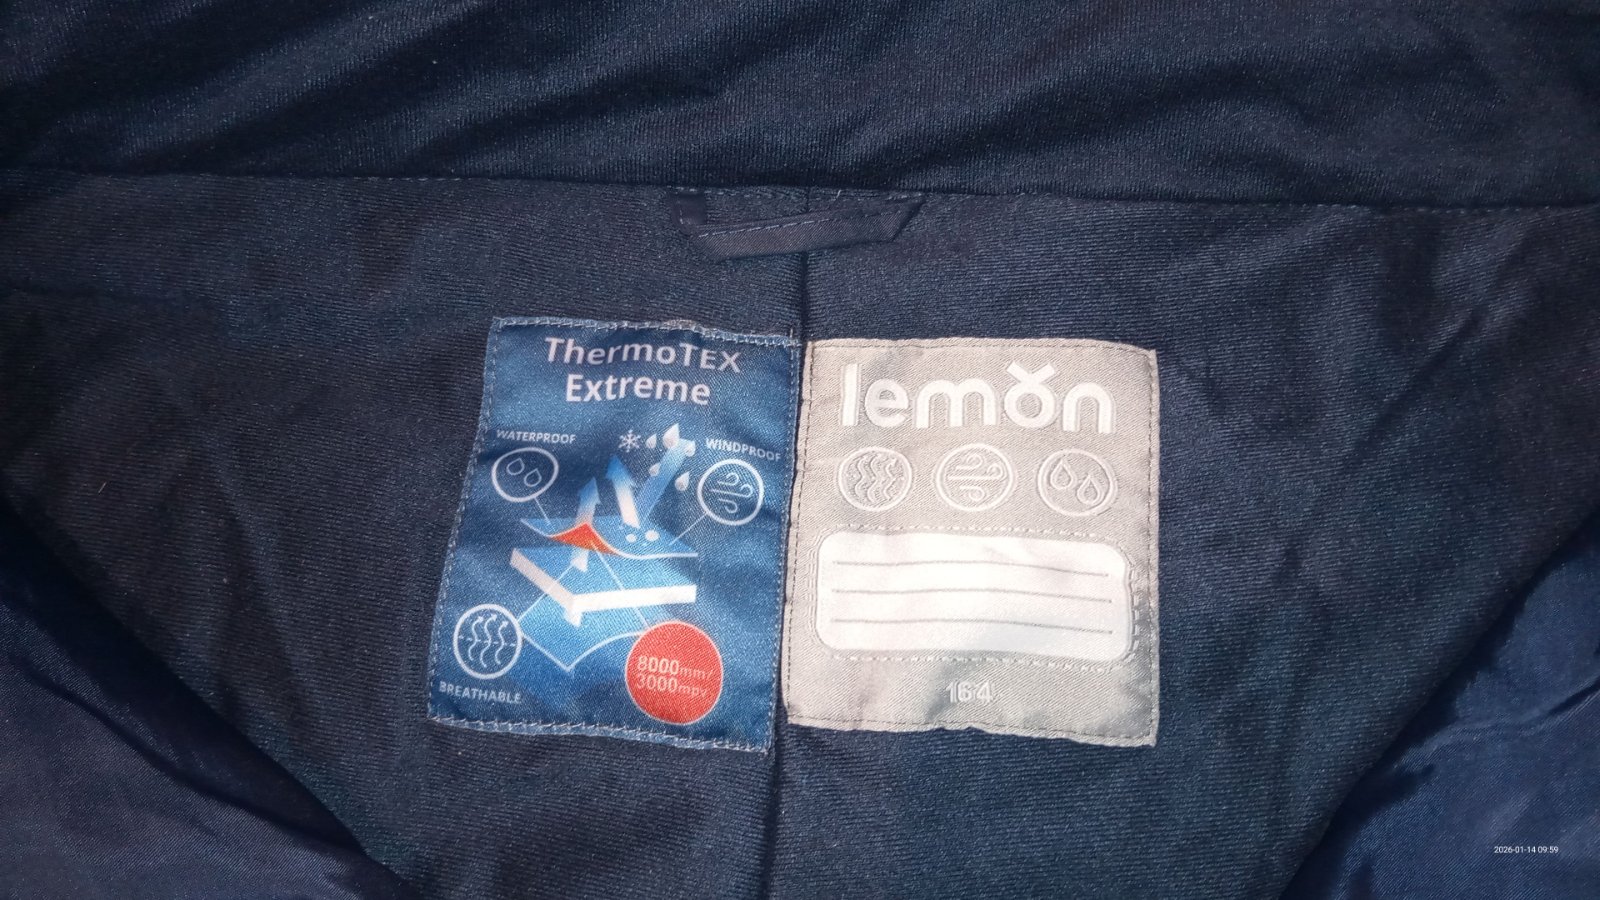 ThermoTEX
Extreme
WATERPROOF
WINDPROOF
BREATHABLE
8000mm/
3000mpv
lemon
164
2026-01-14 09:59